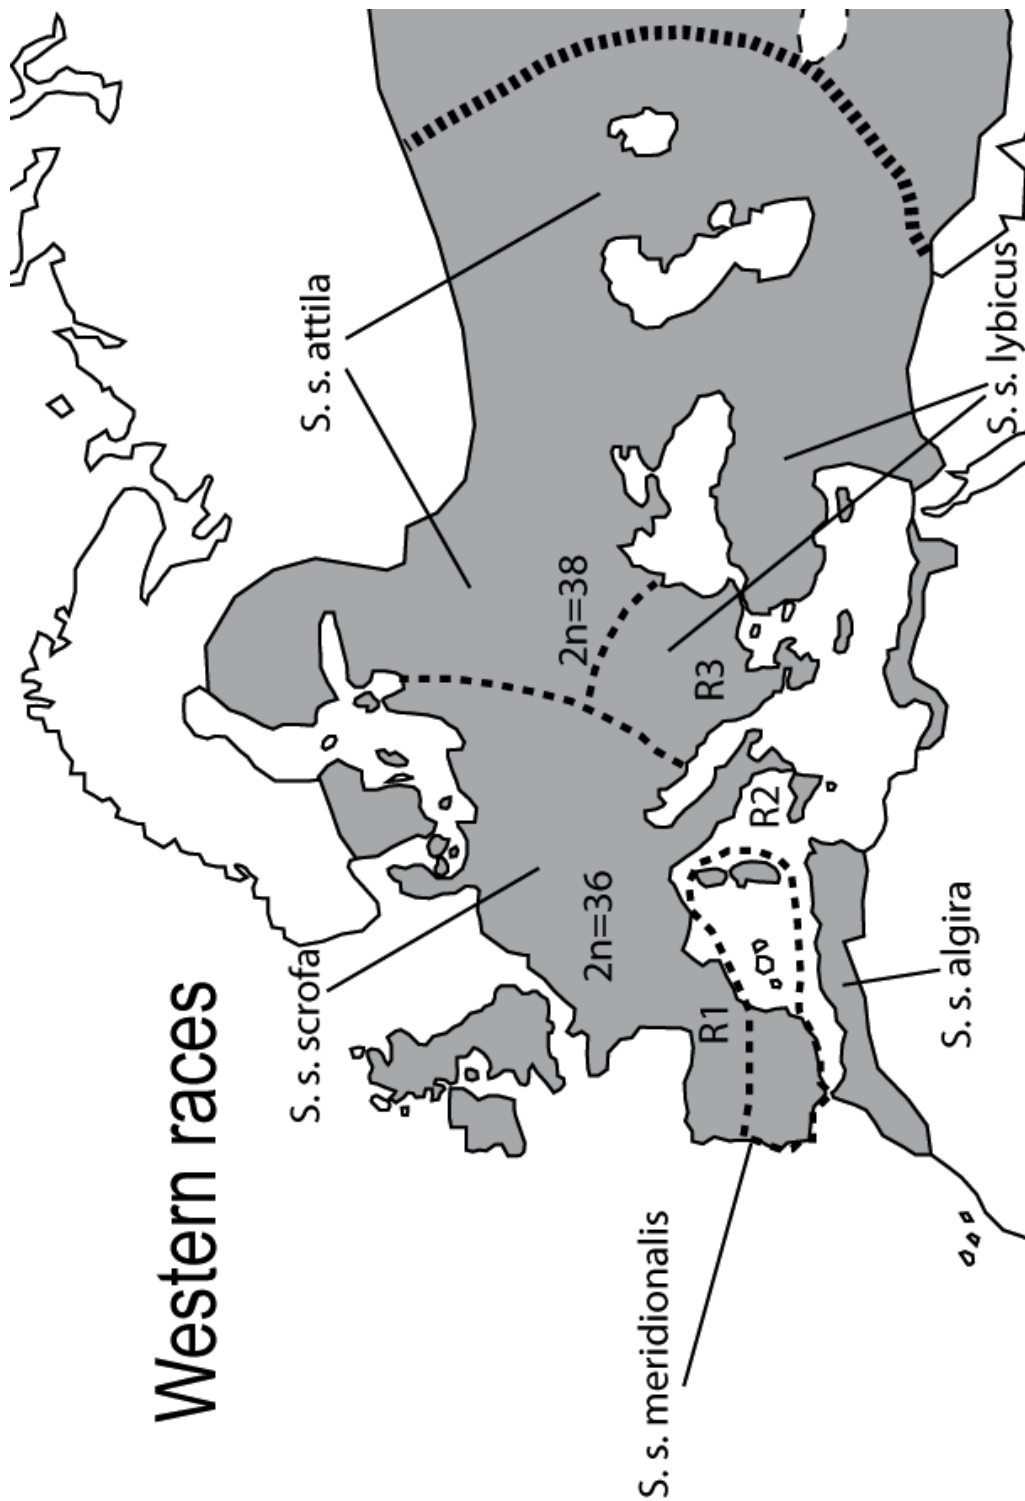 Western races
S. s. scrofa
S. s. attila
2n=36
2n=38
S. s. meridionalis
R1
R2
R3
S. s. algira
S. s. lybicus